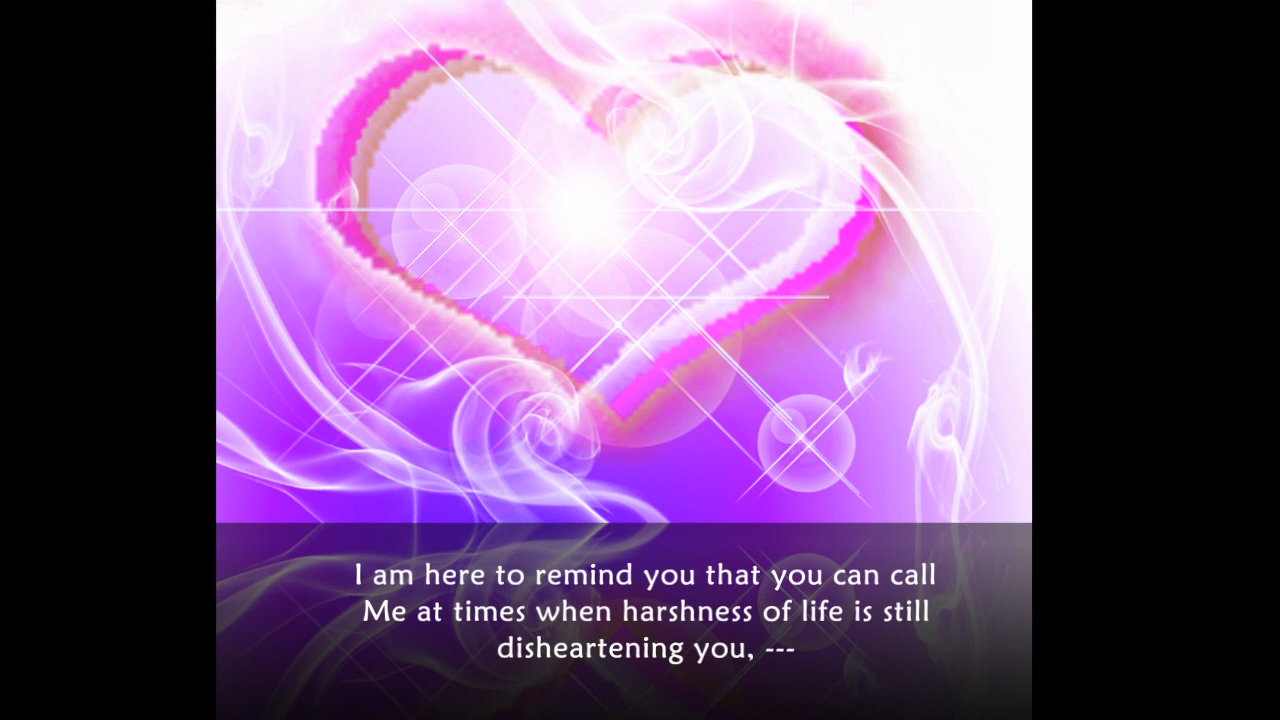 I am here to remind you that you can call
Me at times when harshness of life is still
disheartening you, ---